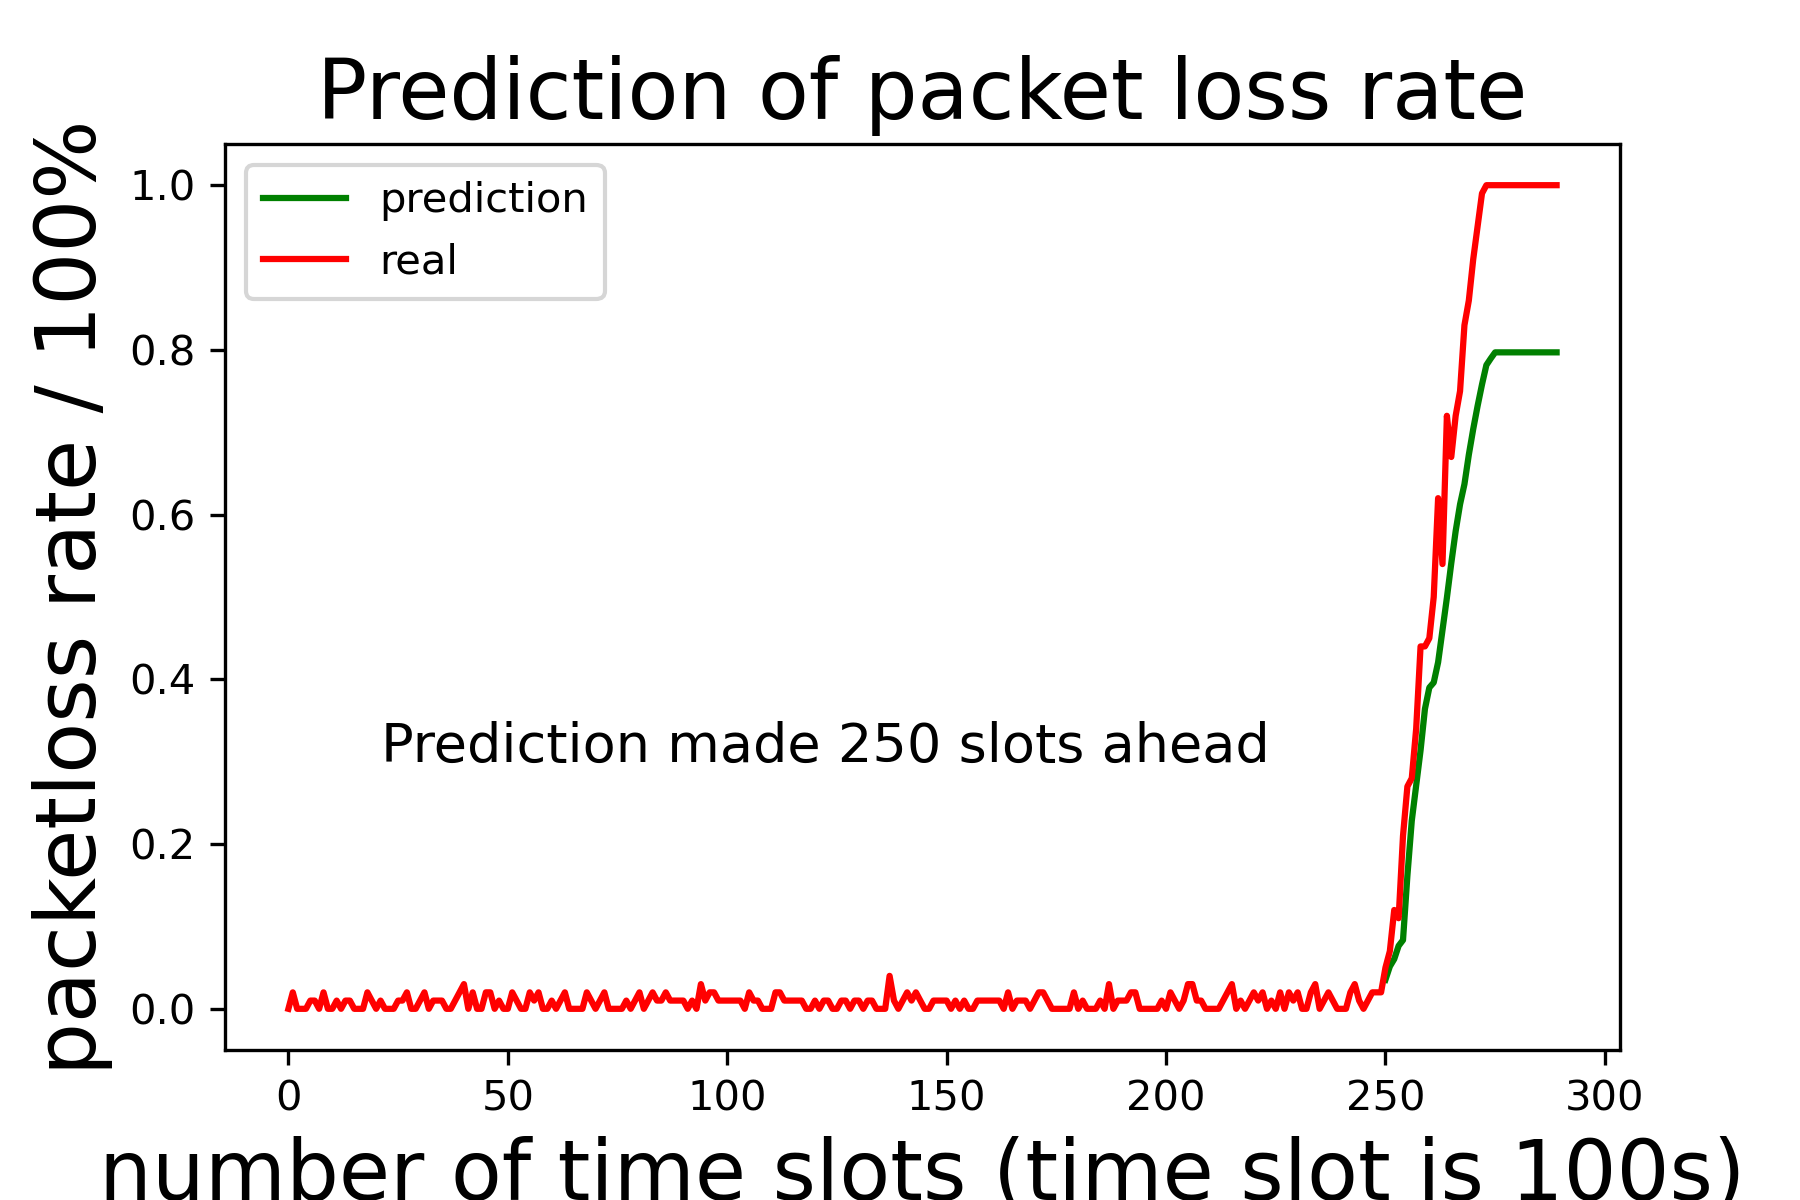 Prediction of packet loss rate
packetloss rate / 100%
1.0
0.8
0.6
0.4
0.2
0.0
prediction
real
Prediction made 250 slots ahead
0 50 100 150 200 250 300
number of time slots (time slot is 100s)